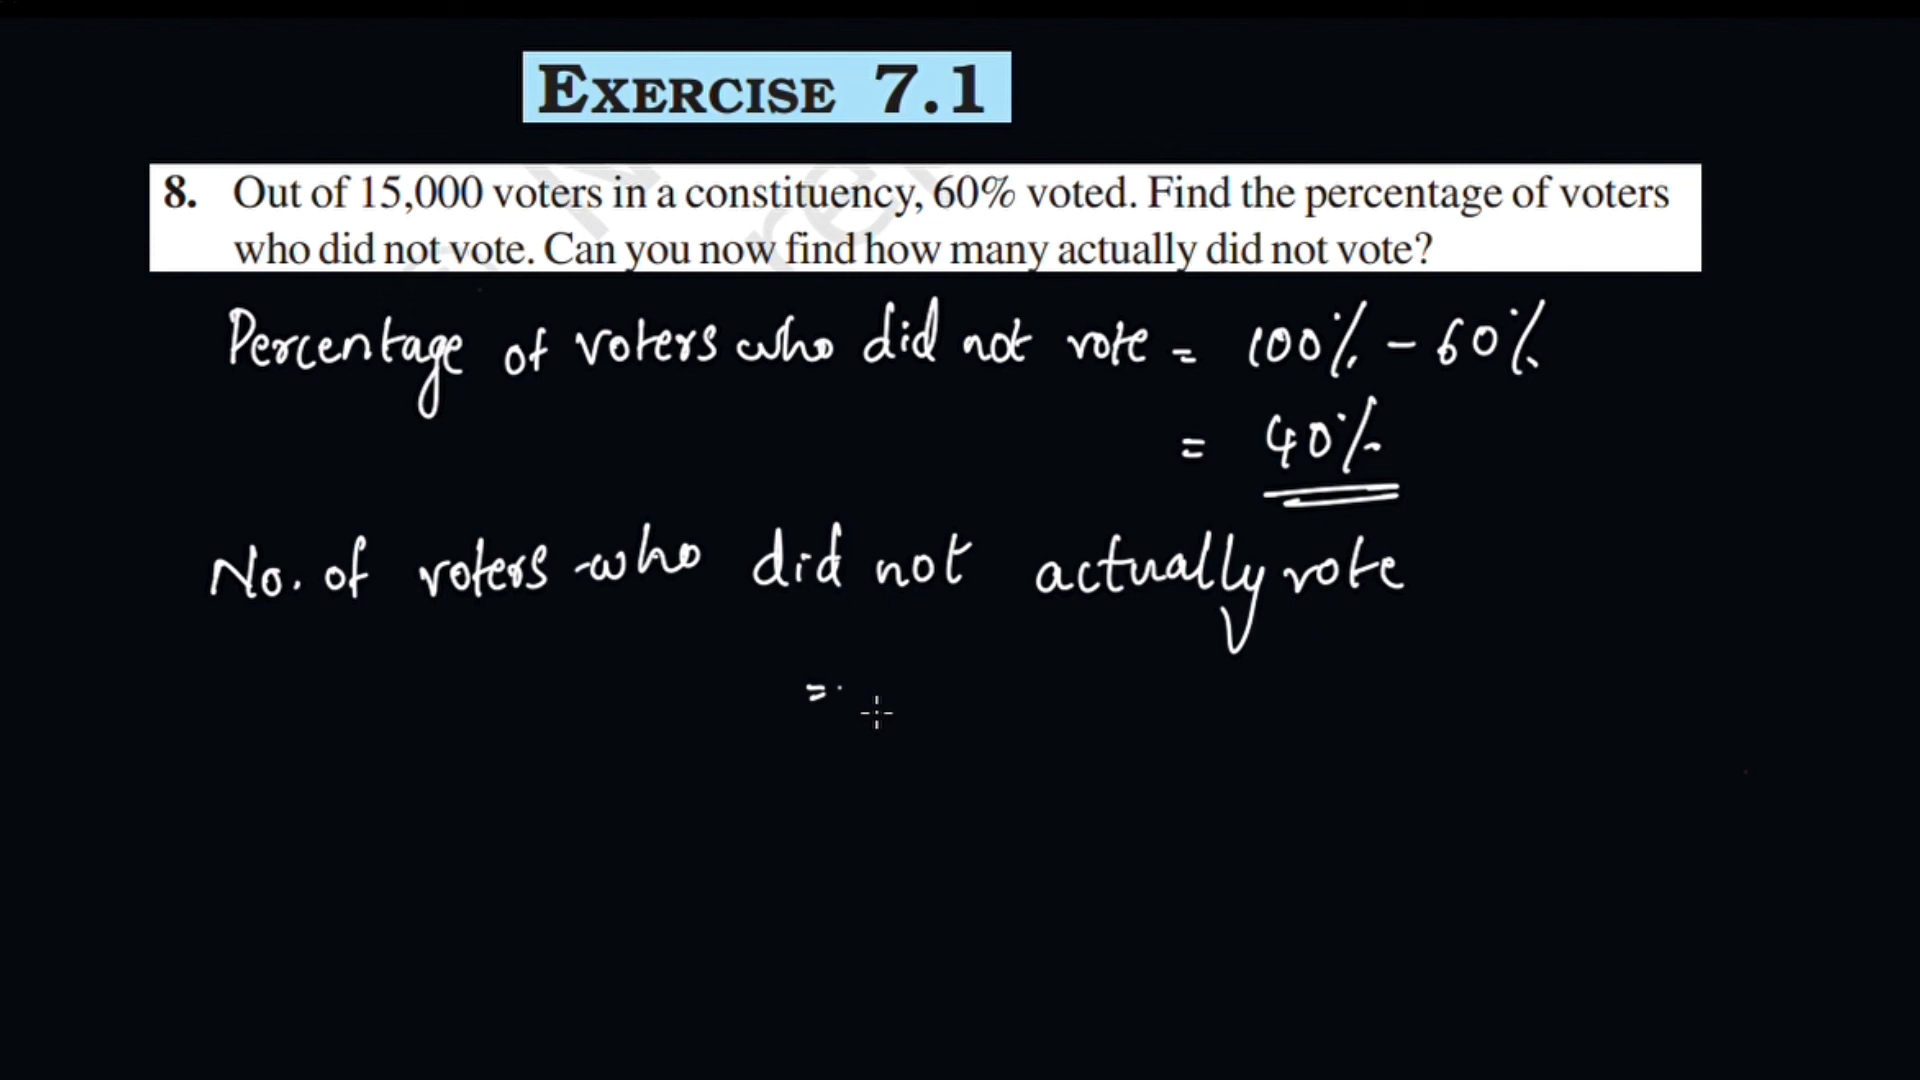 EXERCISE 7.1
8. Out of 15,000 voters in a constituency, 60% voted. Find the percentage of voters
who did not vote. Can you now find how many actually did not vote?
Percentage of voters who did not vote = 100% - 60%
= 40%
No. of voters who did not actually vote
=